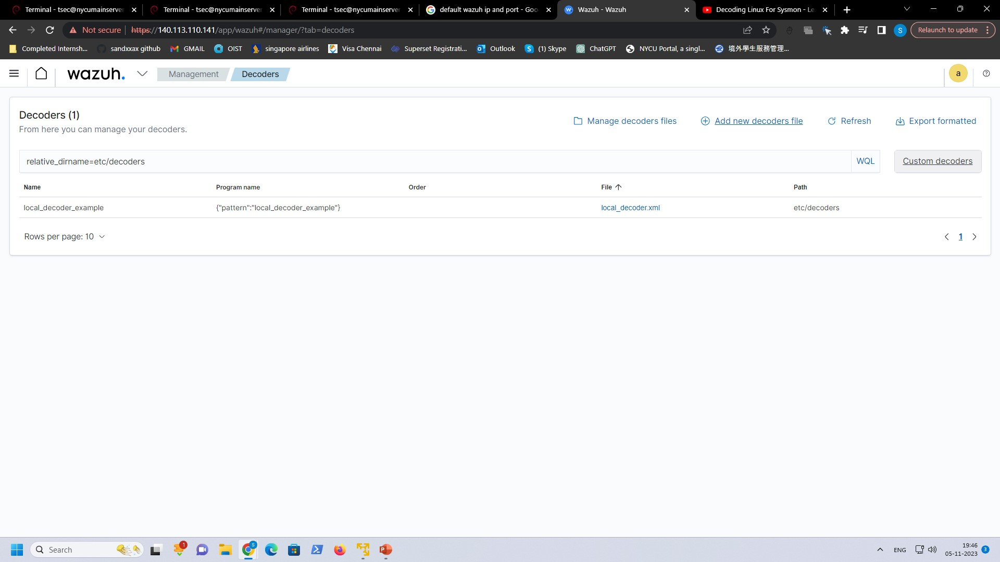 Terminal - tsec@nycumainserver
Terminal - tsec@nycumainserver
Terminal - tsec@nycumainserver
default wazuh ip and port - Goo
Wazuh - Wazuh
Decoding Linux For Sysmon - Le
Not secure
https://140.113.110.141/app/wazuh#/manager/?tab=decoders
S
Relaunch to update
Completed Internsh...
sandxxax github
GMAIL
OIST
singapore airlines
Visa Chennai
Superset Registrati...
Outlook
(1) Skype
ChatGPT
NYCU Portal, a singl...
境外學生服務管理...
wazuh.
Management
Decoders
a
Decoders (1)
From here you can manage your decoders.
Manage decoders files
Add new decoders file
Refresh
Export formatted
relative_dirname=etc/decoders
WQL
Custom decoders
Name Program name Order File Path
local_decoder_example {"pattern":"local_decoder_example"} local_decoder.xml etc/decoders
Rows per page: 10
1
Search
1
S
ENG
19:46
05-11-2023
3